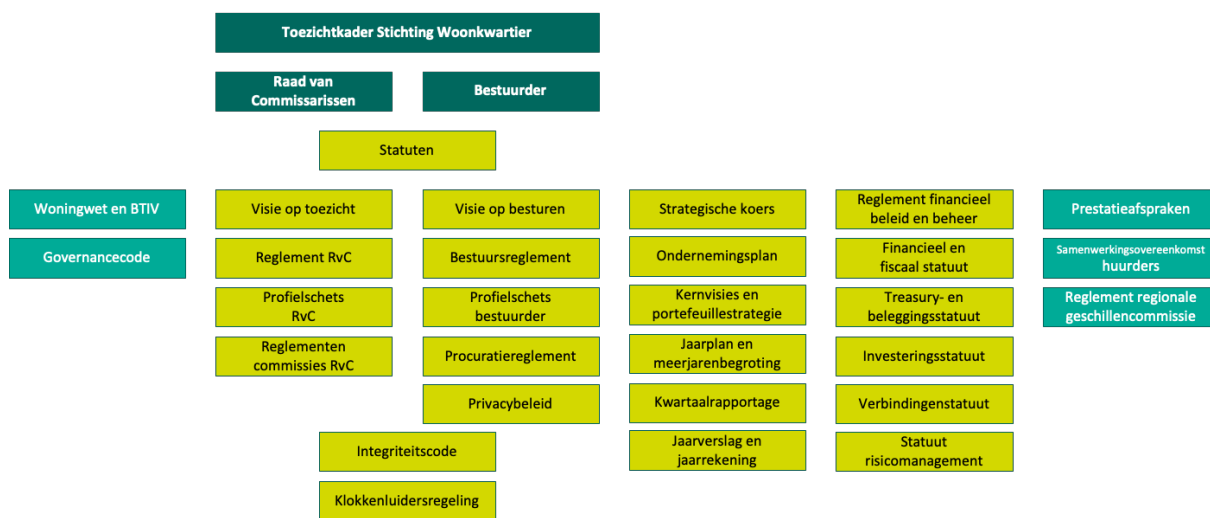 Toezichtkader Stichting Woonkwartier
Raad van
Commissarissen
Bestuurder
Statuten
Woningwet en BTIV
Governancecode
Visie op toezicht
Reglement RvC
Profielschets
RvC
Reglementen
commissies RvC
Visie op besturen
Bestuursreglement
Profielschets
bestuurder
Procuratiereglement
Privacybeleid
Integriteitscode
Klokkenluidersregeling
Strategische koers
Ondernemingsplan
Kernvisies en
portefeuillestrategie
Jaarplan en
meerjarenbegroting
Kwartaalrapportage
Jaarverslag en
jaarrekening
Reglement financieel
beleid en beheer
Financieel en
fiscaal statuut
Treasury- en
beleggingsstatuut
Investeringsstatuut
Verbindingenstatuut
Statuut
risicomanagement
Prestatieafspraken
Samenwerkingsovereenkomst
huurders
Reglement regionale
geschillencommissie